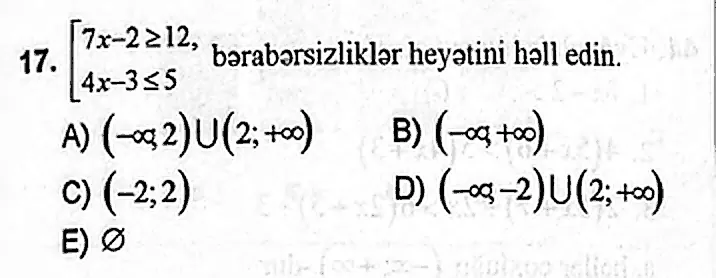 17. [7x–2≥12,
4x–3≤5 bərabərsizliklər heyətini həll edin.
A) (–∞; 2)∪(2; +∞) B) (–∞; +∞)
C) (–2; 2) D) (–∞; –2)∪(2; +∞)
E) ∅